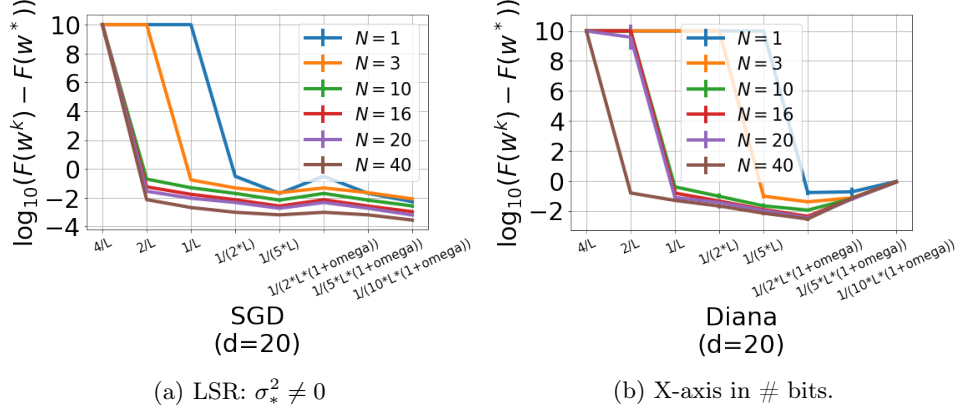 log₁₀(F(wᵏ) − F(w*))
10
8
6
4
2
0
−2
−4
N = 1
N = 3
N = 10
N = 16
N = 20
N = 40
4/L
2/L
1/L
1/(2*L)
1/(5*L)
1/(2*L*(1+omega))
1/(5*L*(1+omega))
1/(10*L*(1+omega))
SGD
(d=20)
(a) LSR: σ²_* ≠ 0
log₁₀(F(wᵏ) − F(w*))
10
8
6
4
2
0
−2
N = 1
N = 3
N = 10
N = 16
N = 20
N = 40
4/L
2/L
1/L
1/(2*L)
1/(5*L)
1/(2*L*(1+omega))
1/(5*L*(1+omega))
1/(10*L*(1+omega))
Diana
(d=20)
(b) X-axis in # bits.